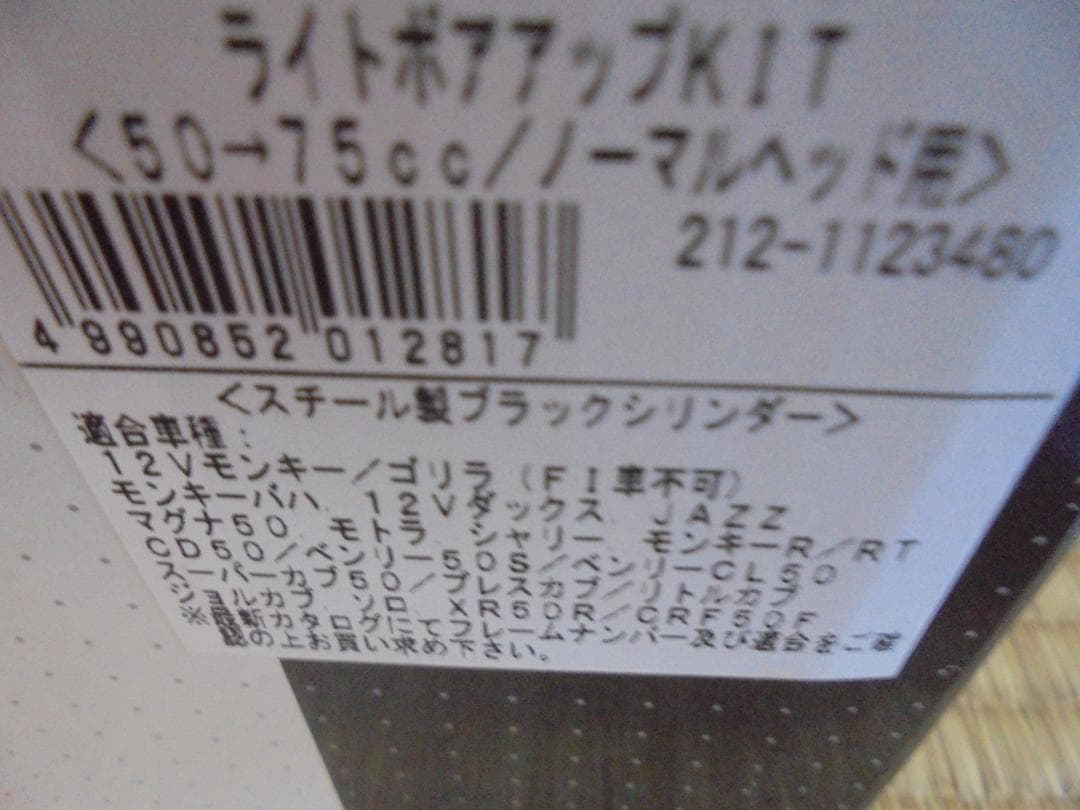 ライトボアアップKIT
<50→75cc/ノーマルヘッド用>
212-1123480
4 990852 012817
<スチール製ブラックシリンダー>
適合車種:
12Vモンキー/ゴリラ(FI車不可)
モンキーバハ 12Vダックス JAZZ
マグナ50 モトラ シャリー モンキーR/RT
CD50/ベンリー50S/ベンリーCL50
スーパーカブ50/プレスカブ/リトルカブ
ジョルカブ ソロ XR50R/CRF50F
※最新カタログにてフレームナンバー及び適合をご確
認の上お買い求め下さい。